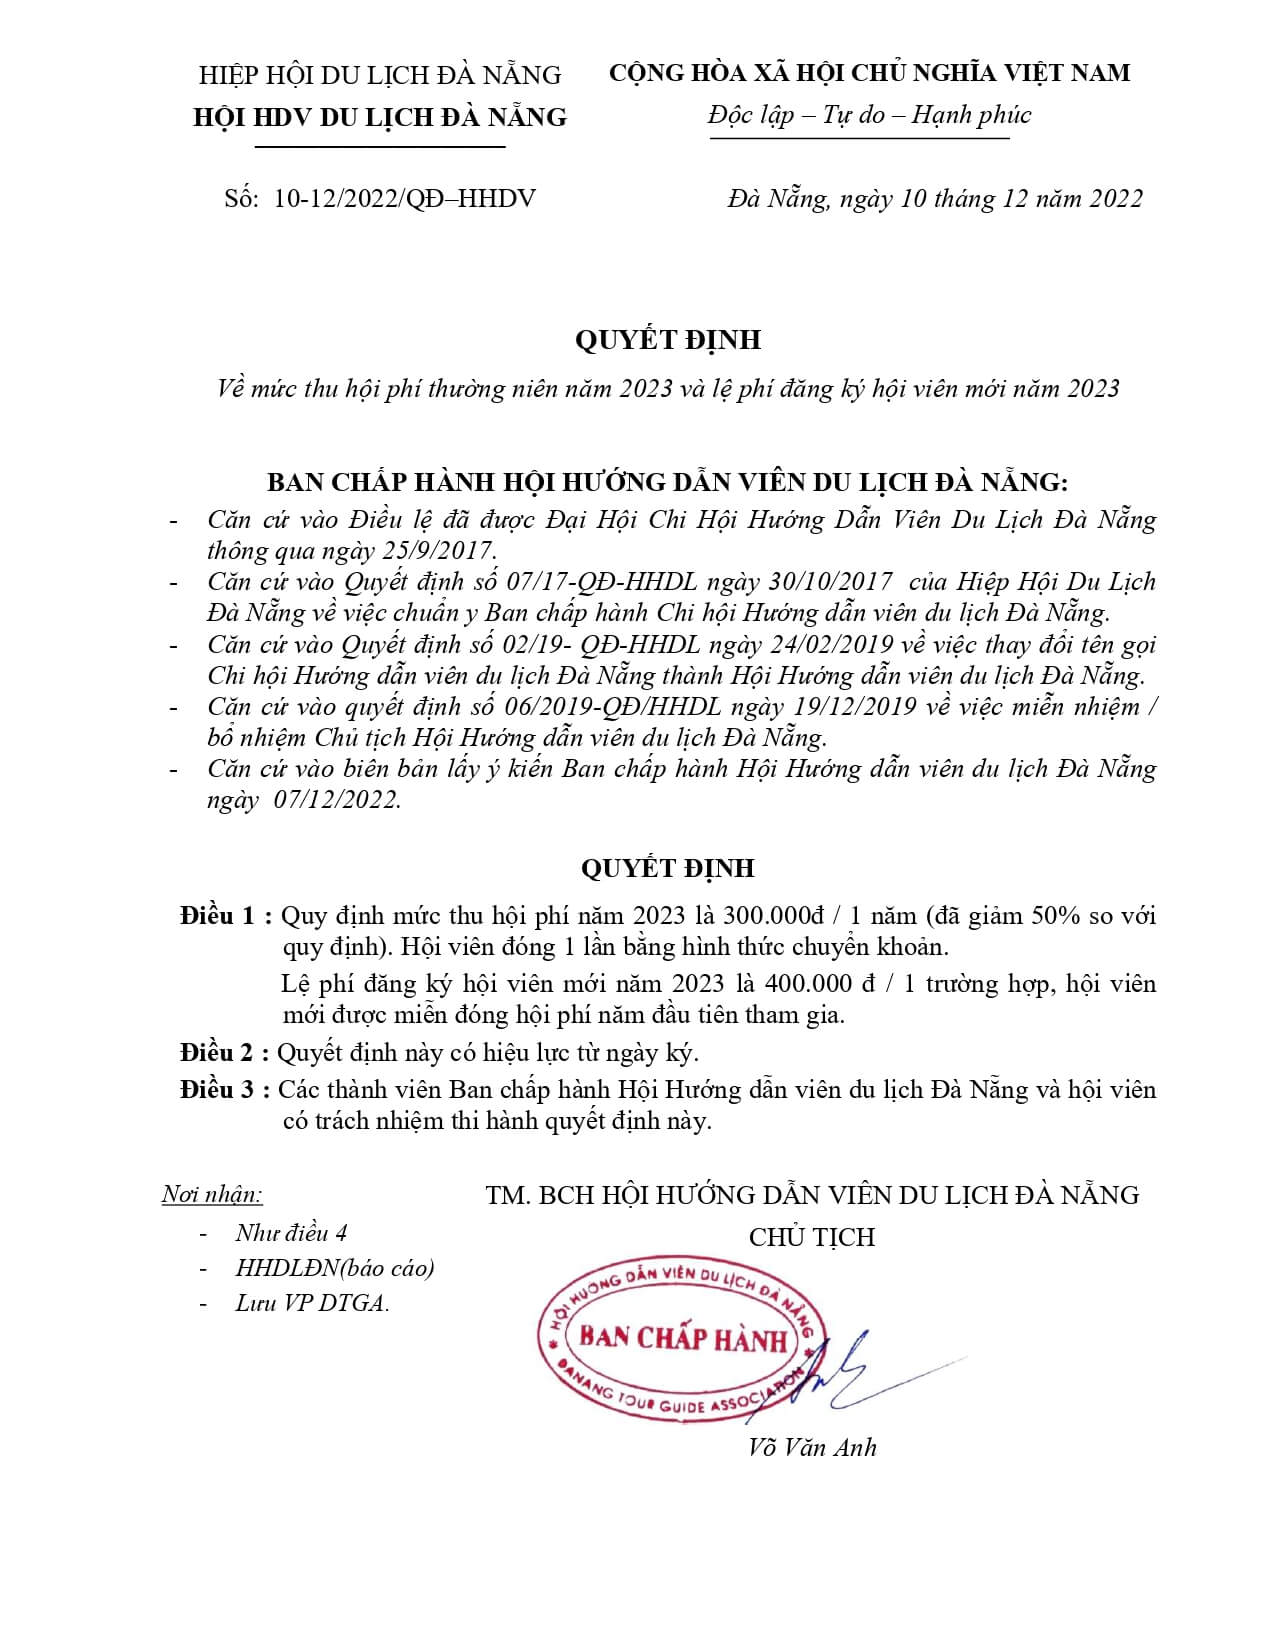 HIỆP HỘI DU LỊCH ĐÀ NẴNG
HỘI HDV DU LỊCH ĐÀ NẴNG
CỘNG HÒA XÃ HỘI CHỦ NGHĨA VIỆT NAM
Độc lập – Tự do – Hạnh phúc
Số: 10-12/2022/QĐ–HHDV
Đà Nẵng, ngày 10 tháng 12 năm 2022
QUYẾT ĐỊNH
Về mức thu hội phí thường niên năm 2023 và lệ phí đăng ký hội viên mới năm 2023
BAN CHẤP HÀNH HỘI HƯỚNG DẪN VIÊN DU LỊCH ĐÀ NẴNG:
- Căn cứ vào Điều lệ đã được Đại Hội Chi Hội Hướng Dẫn Viên Du Lịch Đà Nẵng
thông qua ngày 25/9/2017.
- Căn cứ vào Quyết định số 07/17-QĐ-HHDL ngày 30/10/2017 của Hiệp Hội Du Lịch
Đà Nẵng về việc chuẩn y Ban chấp hành Chi hội Hướng dẫn viên du lịch Đà Nẵng.
- Căn cứ vào Quyết định số 02/19- QĐ-HHDL ngày 24/02/2019 về việc thay đổi tên gọi
Chi hội Hướng dẫn viên du lịch Đà Nẵng thành Hội Hướng dẫn viên du lịch Đà Nẵng.
- Căn cứ vào quyết định số 06/2019-QĐ/HHDL ngày 19/12/2019 về việc miễn nhiệm /
bổ nhiệm Chủ tịch Hội Hướng dẫn viên du lịch Đà Nẵng.
- Căn cứ vào biên bản lấy ý kiến Ban chấp hành Hội Hướng dẫn viên du lịch Đà Nẵng
ngày 07/12/2022.
QUYẾT ĐỊNH
Điều 1 : Quy định mức thu hội phí năm 2023 là 300.000đ / 1 năm (đã giảm 50% so với
quy định). Hội viên đóng 1 lần bằng hình thức chuyển khoản.
Lệ phí đăng ký hội viên mới năm 2023 là 400.000 đ / 1 trường hợp, hội viên
mới được miễn đóng hội phí năm đầu tiên tham gia.
Điều 2 : Quyết định này có hiệu lực từ ngày ký.
Điều 3 : Các thành viên Ban chấp hành Hội Hướng dẫn viên du lịch Đà Nẵng và hội viên
có trách nhiệm thi hành quyết định này.
Nơi nhận:
- Như điều 4
- HHDLĐN(báo cáo)
- Lưu VP DTGA.
TM. BCH HỘI HƯỚNG DẪN VIÊN DU LỊCH ĐÀ NẴNG
CHỦ TỊCH
HỘI HƯỚNG DẪN VIÊN DU LỊCH ĐÀ NẴNG
BAN CHẤP HÀNH
DANANG TOUR GUIDE ASSOCIATION
Võ Văn Anh